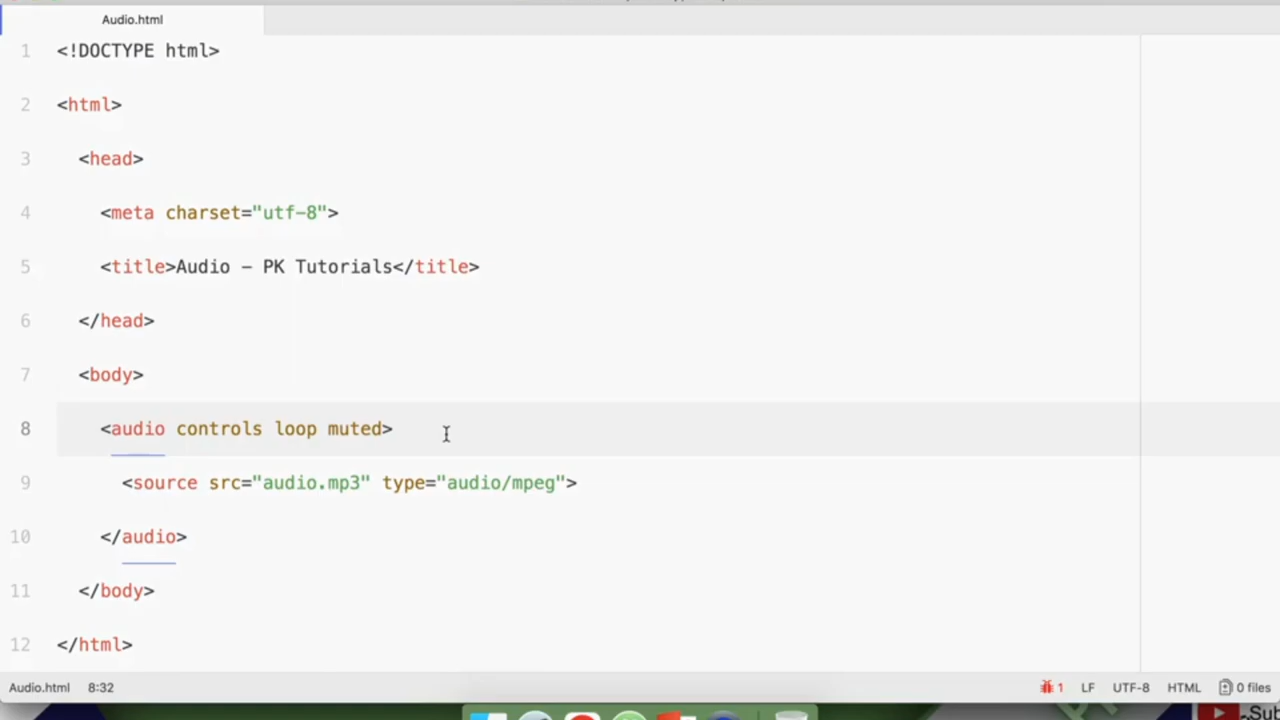 Audio.html
1 <!DOCTYPE html>
2 <html>
3 <head>
4 <meta charset="utf-8">
5 <title>Audio - PK Tutorials</title>
6 </head>
7 <body>
8 <audio controls loop muted>
9 <source src="audio.mp3" type="audio/mpeg">
10 </audio>
11 </body>
12 </html>
Audio.html 8:32 1 LF UTF-8 HTML 0 files